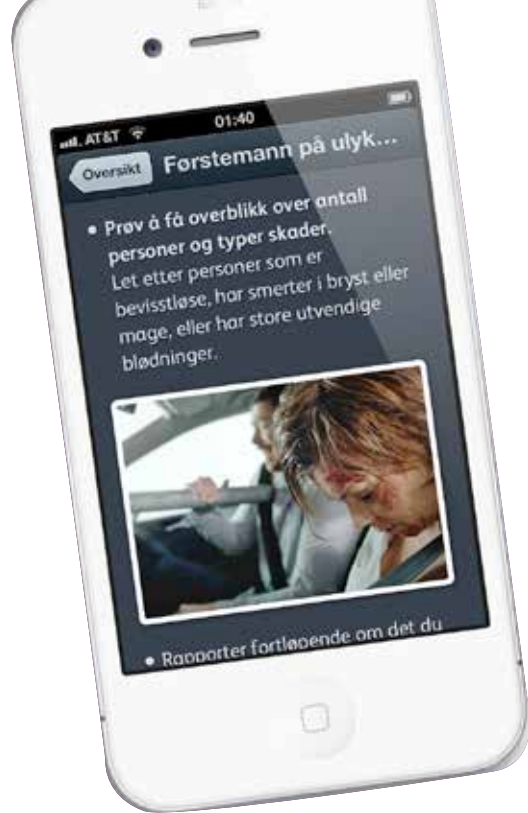 AT&T 01:40
Oversikt Førstemann på ulyk...
• Prøv å få overblikk over antall
personer og typer skader.
Let etter personer som er
bevisstløse, har smerter i bryst eller
mage, eller har store utvendige
blødninger.
• Rapporter fortløpende om det du